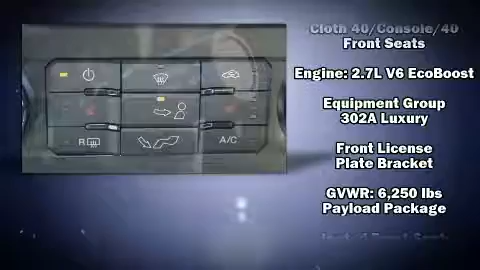 Cloth 40/Console/40
Front Seats
Engine: 2.7L V6 EcoBoost
Equipment Group
302A Luxury
Front License
Plate Bracket
GVWR: 6,250 lbs
Payload Package
R
A/C